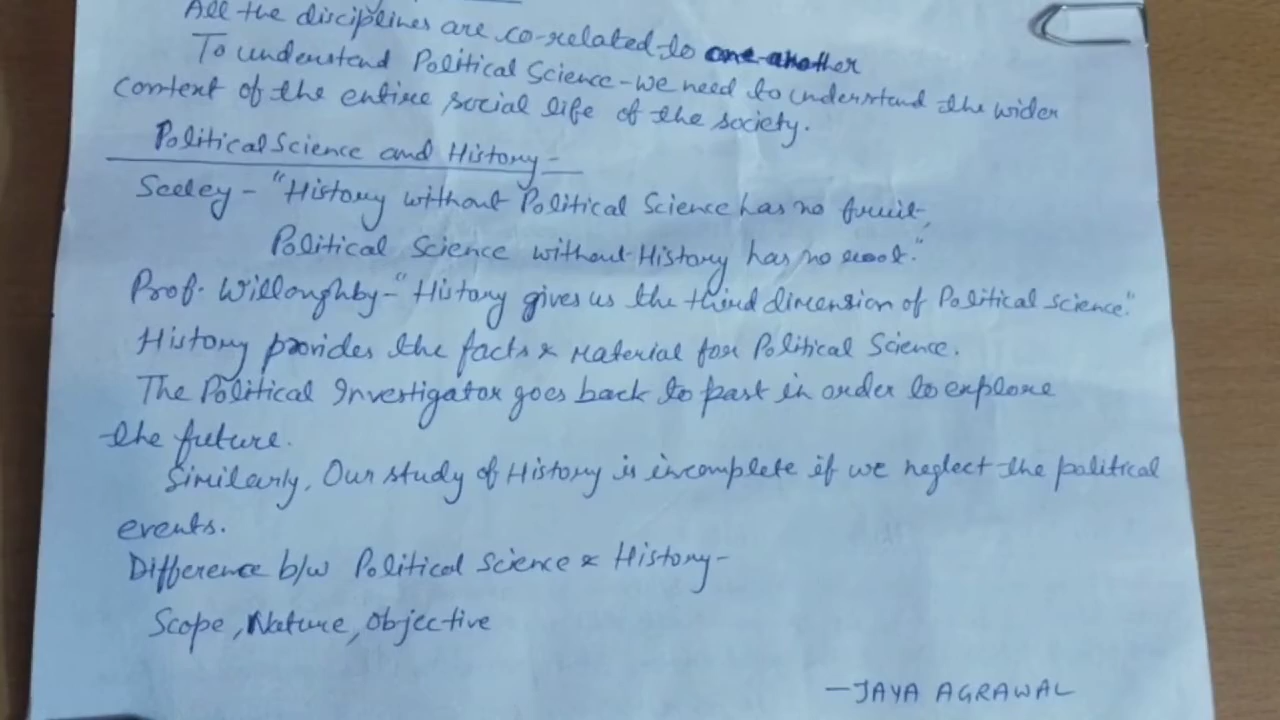 All the disciplines are co-related to one another
To understand Political Science - we need to understand the wider
context of the entire social life of the society.
Political Science and History -
Seeley - "History without Political Science has no fruit,
Political Science without History has no root."
Prof. Willoughby - "History gives us the third dimension of Political science."
History provides the facts & material for Political Science.
The Political Investigator goes back to past in order to explore
the future.
Similarly, Our study of History is incomplete if we neglect the political
events.
Difference b/w Political Science & History -
Scope, Nature, Objective
- JAYA AGRAWAL